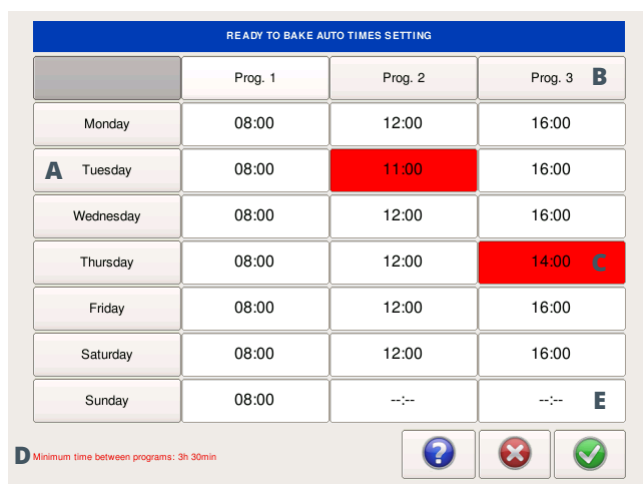 READY TO BAKE AUTO TIMES SETTING
Prog. 1 Prog. 2 Prog. 3 B
Monday 08:00 12:00 16:00
A Tuesday 08:00 11:00 16:00
Wednesday 08:00 12:00 16:00
Thursday 08:00 12:00 14:00 C
Friday 08:00 12:00 16:00
Saturday 08:00 12:00 16:00
Sunday 08:00 --:-- --:-- E
D Minimum time between programs: 3h 30min ?